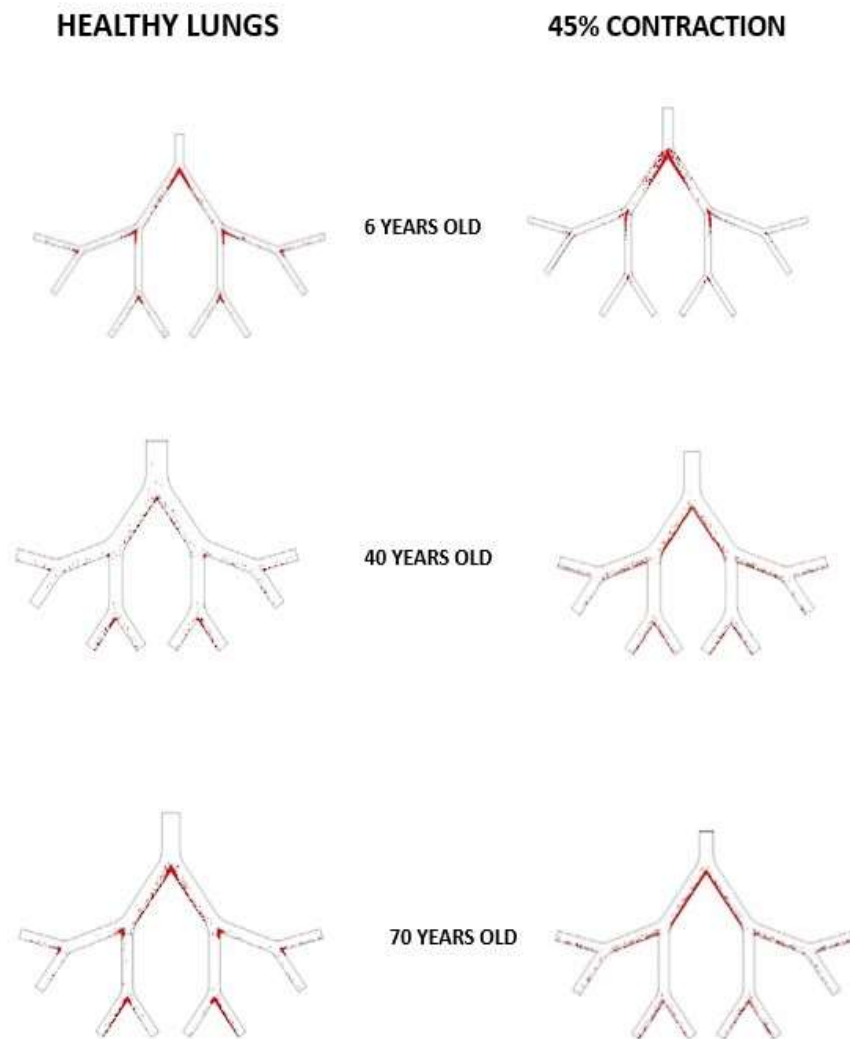 HEALTHY LUNGS
45% CONTRACTION
6 YEARS OLD
40 YEARS OLD
70 YEARS OLD